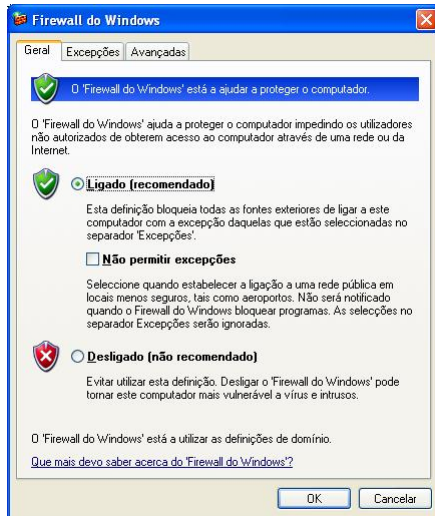 Firewall do Windows
Geral Excepções Avançadas
O 'Firewall do Windows' está a ajudar a proteger o computador.
O 'Firewall do Windows' ajuda a proteger o computador impedindo os utilizadores
não autorizados de obterem acesso ao computador através de uma rede ou da
Internet.
Ligado (recomendado)
Esta definição bloqueia todas as fontes exteriores de ligar a este
computador com a excepção daquelas que estão seleccionadas no
separador 'Excepções'.
Não permitir excepções
Seleccione quando estabelecer a ligação a uma rede pública em
locais menos seguros, tais como aeroportos. Não será notificado
quando o Firewall do Windows bloquear programas. As selecções no
separador Excepções serão ignoradas.
Desligado (não recomendado)
Evitar utilizar esta definição. Desligar o 'Firewall do Windows' pode
tornar este computador mais vulnerável a vírus e intrusos.
O 'Firewall do Windows' está a utilizar as definições de domínio.
Que mais devo saber acerca do 'Firewall do Windows'?
OK Cancelar